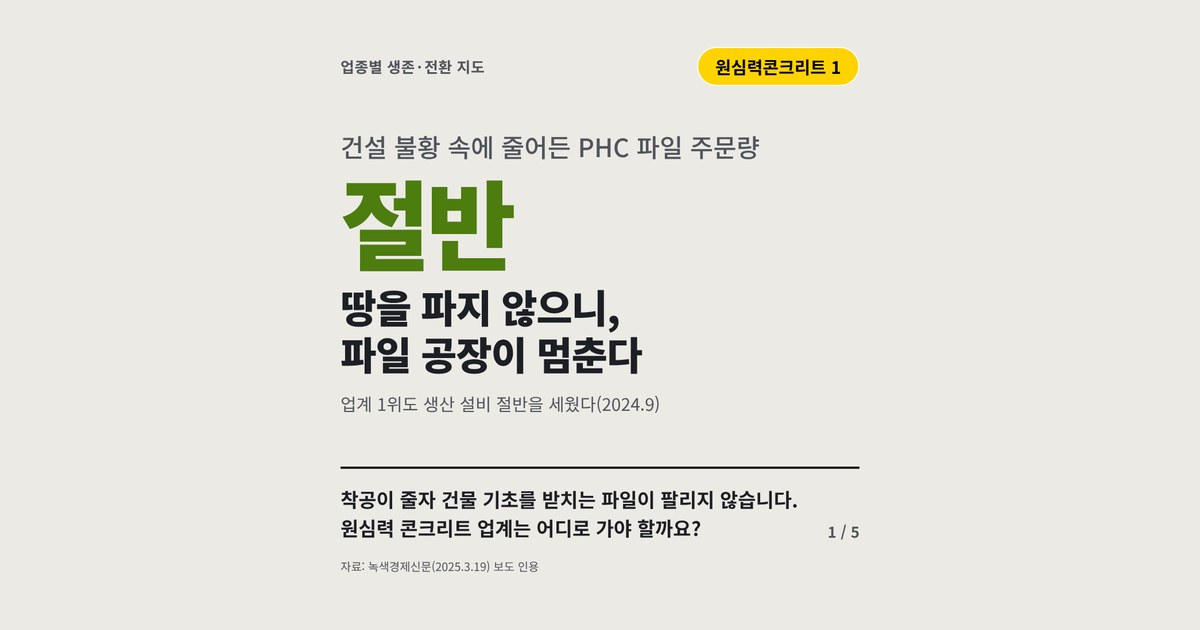 업종별 생존·전환 지도
원심력콘크리트 1
건설 불황 속에 줄어든 PHC 파일 주문량
절반
땅을 파지 않으니,
파일 공장이 멈춘다
업계 1위도 생산 설비 절반을 세웠다(2024.9)
착공이 줄자 건물 기초를 받치는 파일이 팔리지 않습니다.
원심력 콘크리트 업계는 어디로 가야 할까요?
1 / 5
자료: 녹색경제신문(2025.3.19) 보도 인용